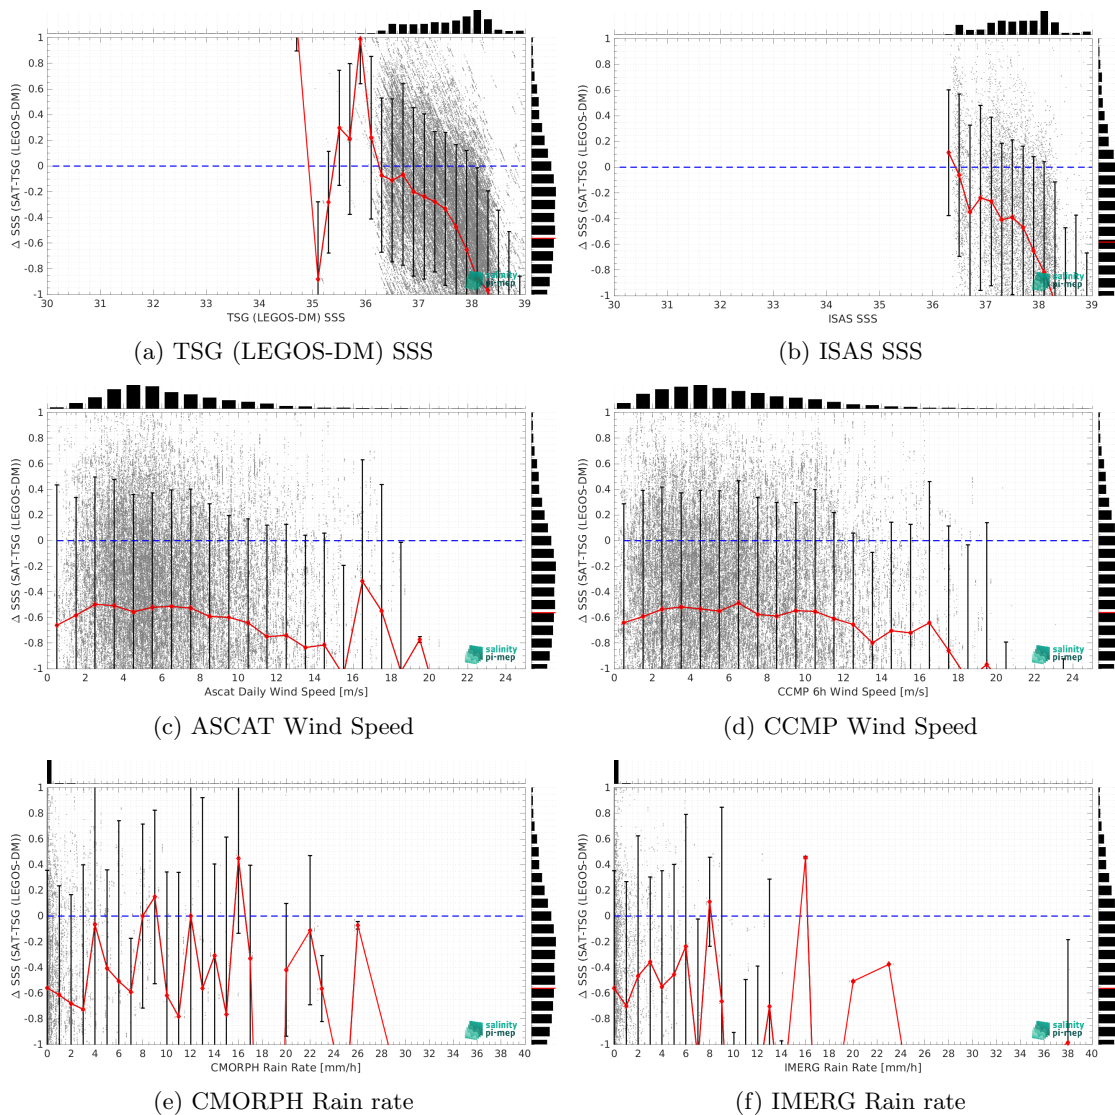 Δ SSS (SAT-TSG (LEGOS-DM))
1
0.8
0.6
0.4
0.2
0
-0.2
-0.4
-0.6
-0.8
-1
30 31 32 33 34 35 36 37 38 39
TSG (LEGOS-DM) SSS
salinity
pi-mep
(a) TSG (LEGOS-DM) SSS
Δ SSS (SAT-TSG (LEGOS-DM))
1
0.8
0.6
0.4
0.2
0
-0.2
-0.4
-0.6
-0.8
-1
30 31 32 33 34 35 36 37 38 39
ISAS SSS
salinity
pi-mep
(b) ISAS SSS
Δ SSS (SAT-TSG (LEGOS-DM))
1
0.8
0.6
0.4
0.2
0
-0.2
-0.4
-0.6
-0.8
-1
0 2 4 6 8 10 12 14 16 18 20 22 24
Ascat Daily Wind Speed [m/s]
salinity
pi-mep
(c) ASCAT Wind Speed
Δ SSS (SAT-TSG (LEGOS-DM))
1
0.8
0.6
0.4
0.2
0
-0.2
-0.4
-0.6
-0.8
-1
0 2 4 6 8 10 12 14 16 18 20 22 24
CCMP 6h Wind Speed [m/s]
salinity
pi-mep
(d) CCMP Wind Speed
Δ SSS (SAT-TSG (LEGOS-DM))
1
0.8
0.6
0.4
0.2
0
-0.2
-0.4
-0.6
-0.8
-1
0 2 4 6 8 10 12 14 16 18 20 22 24 26 28 30 32 34 36 38 40
CMORPH Rain Rate [mm/h]
salinity
pi-mep
(e) CMORPH Rain rate
Δ SSS (SAT-TSG (LEGOS-DM))
1
0.8
0.6
0.4
0.2
0
-0.2
-0.4
-0.6
-0.8
-1
0 2 4 6 8 10 12 14 16 18 20 22 24 26 28 30 32 34 36 38 40
IMERG Rain Rate [mm/h]
salinity
pi-mep
(f) IMERG Rain rate